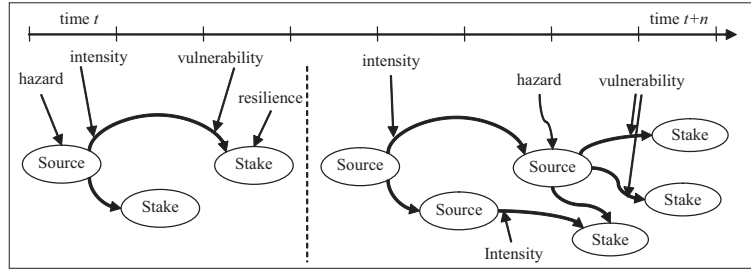 time t
time t+n
intensity
vulnerability
hazard
resilience
Source
Stake
Stake
intensity
hazard
vulnerability
Source
Source
Source
Stake
Stake
Stake
Intensity